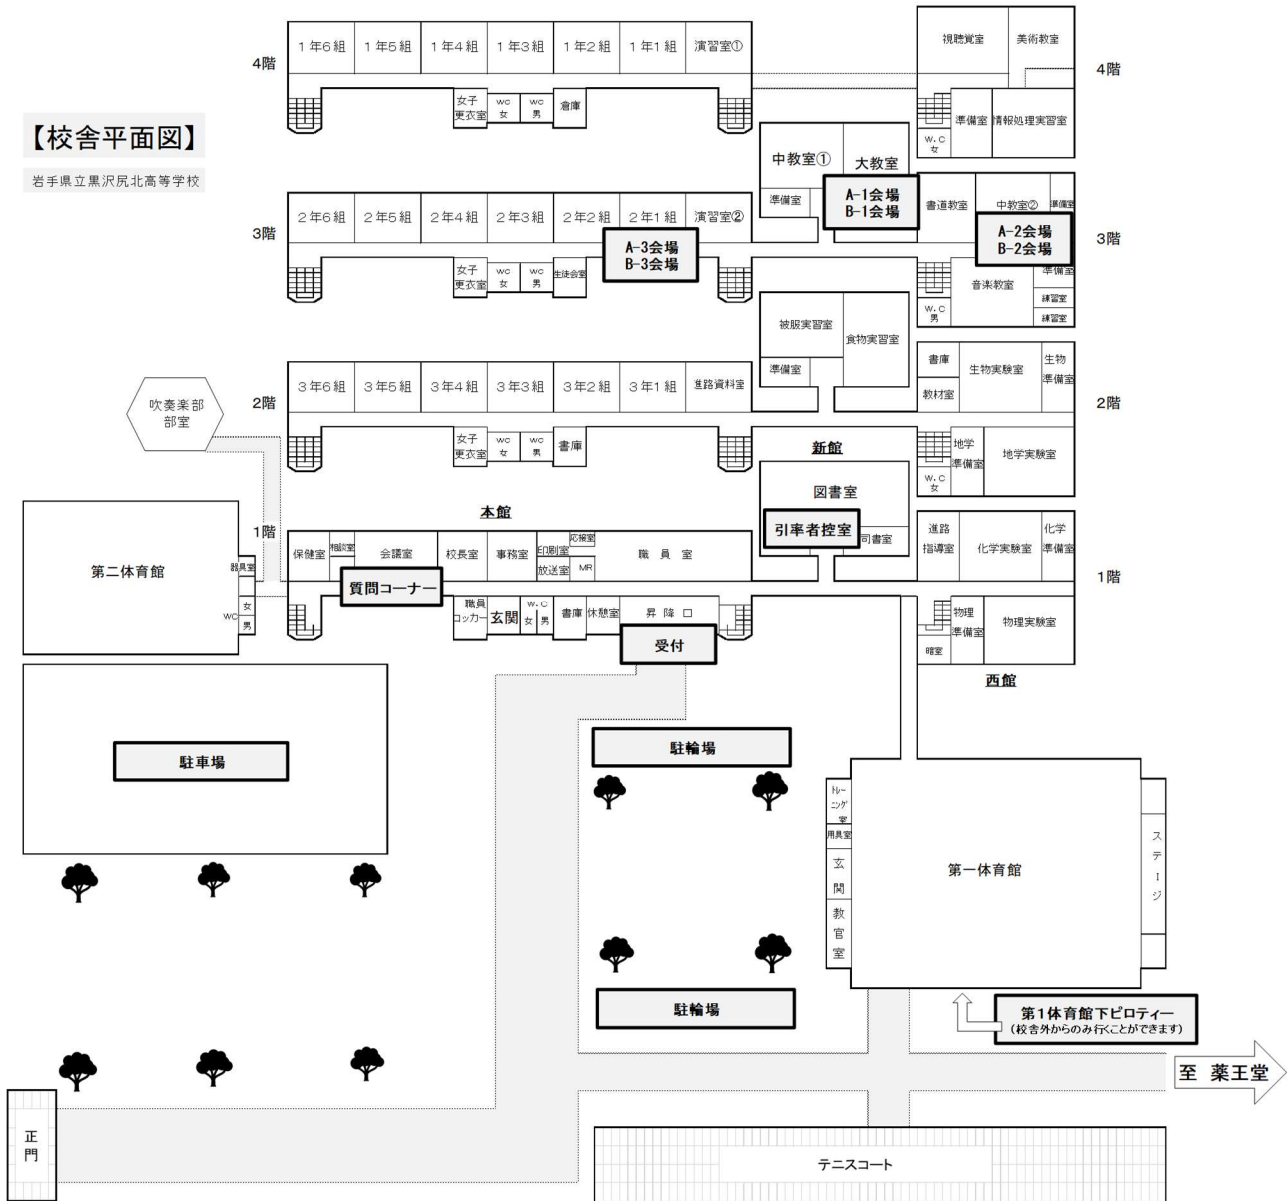 【校舎平面図】
岩手県立黒沢尻北高等学校
4階
1年6組
1年5組
1年4組
1年3組
1年2組
1年1組
演習室①
女子
更衣室
WC
女
WC
男
倉庫
視聴覚室
美術教室
4階
W.C
女
準備室
情報処理実習室
中教室①
大教室
準備室
A-1会場
B-1会場
3階
2年6組
2年5組
2年4組
2年3組
2年2組
2年1組
演習室②
A-3会場
B-3会場
女子
更衣室
WC
女
WC
男
生徒会室
書道教室
中教室②
準備室
A-2会場
B-2会場
3階
W.C
男
音楽教室
準備室
練習室
練習室
被服実習室
食物実習室
準備室
2階
3年6組
3年5組
3年4組
3年3組
3年2組
3年1組
進路資料室
女子
更衣室
WC
女
WC
男
書庫
書庫
教材室
生物実験室
生物
準備室
2階
W.C
女
地学
準備室
地学実験室
吹奏楽部
部室
新館
図書室
引率者控室
司書室
本館
1階
保健室
相談室
会議室
校長室
事務室
印刷室
放送室
応接室
MR
職員室
質問コーナー
職員
ロッカー
玄関
W.C
女
男
書庫
休憩室
昇降口
受付
進路
指導室
化学実験室
化学
準備室
1階
物理
準備室
暗室
物理実験室
西館
第二体育館
器具室
WC
女
男
駐車場
駐輪場
駐輪場
トレー
ニング
室
用具室
玄関
教官室
第一体育館
ステージ
第1体育館下ピロティー
(校舎外からのみ行くことができます)
至 薬王堂
正門
テニスコート